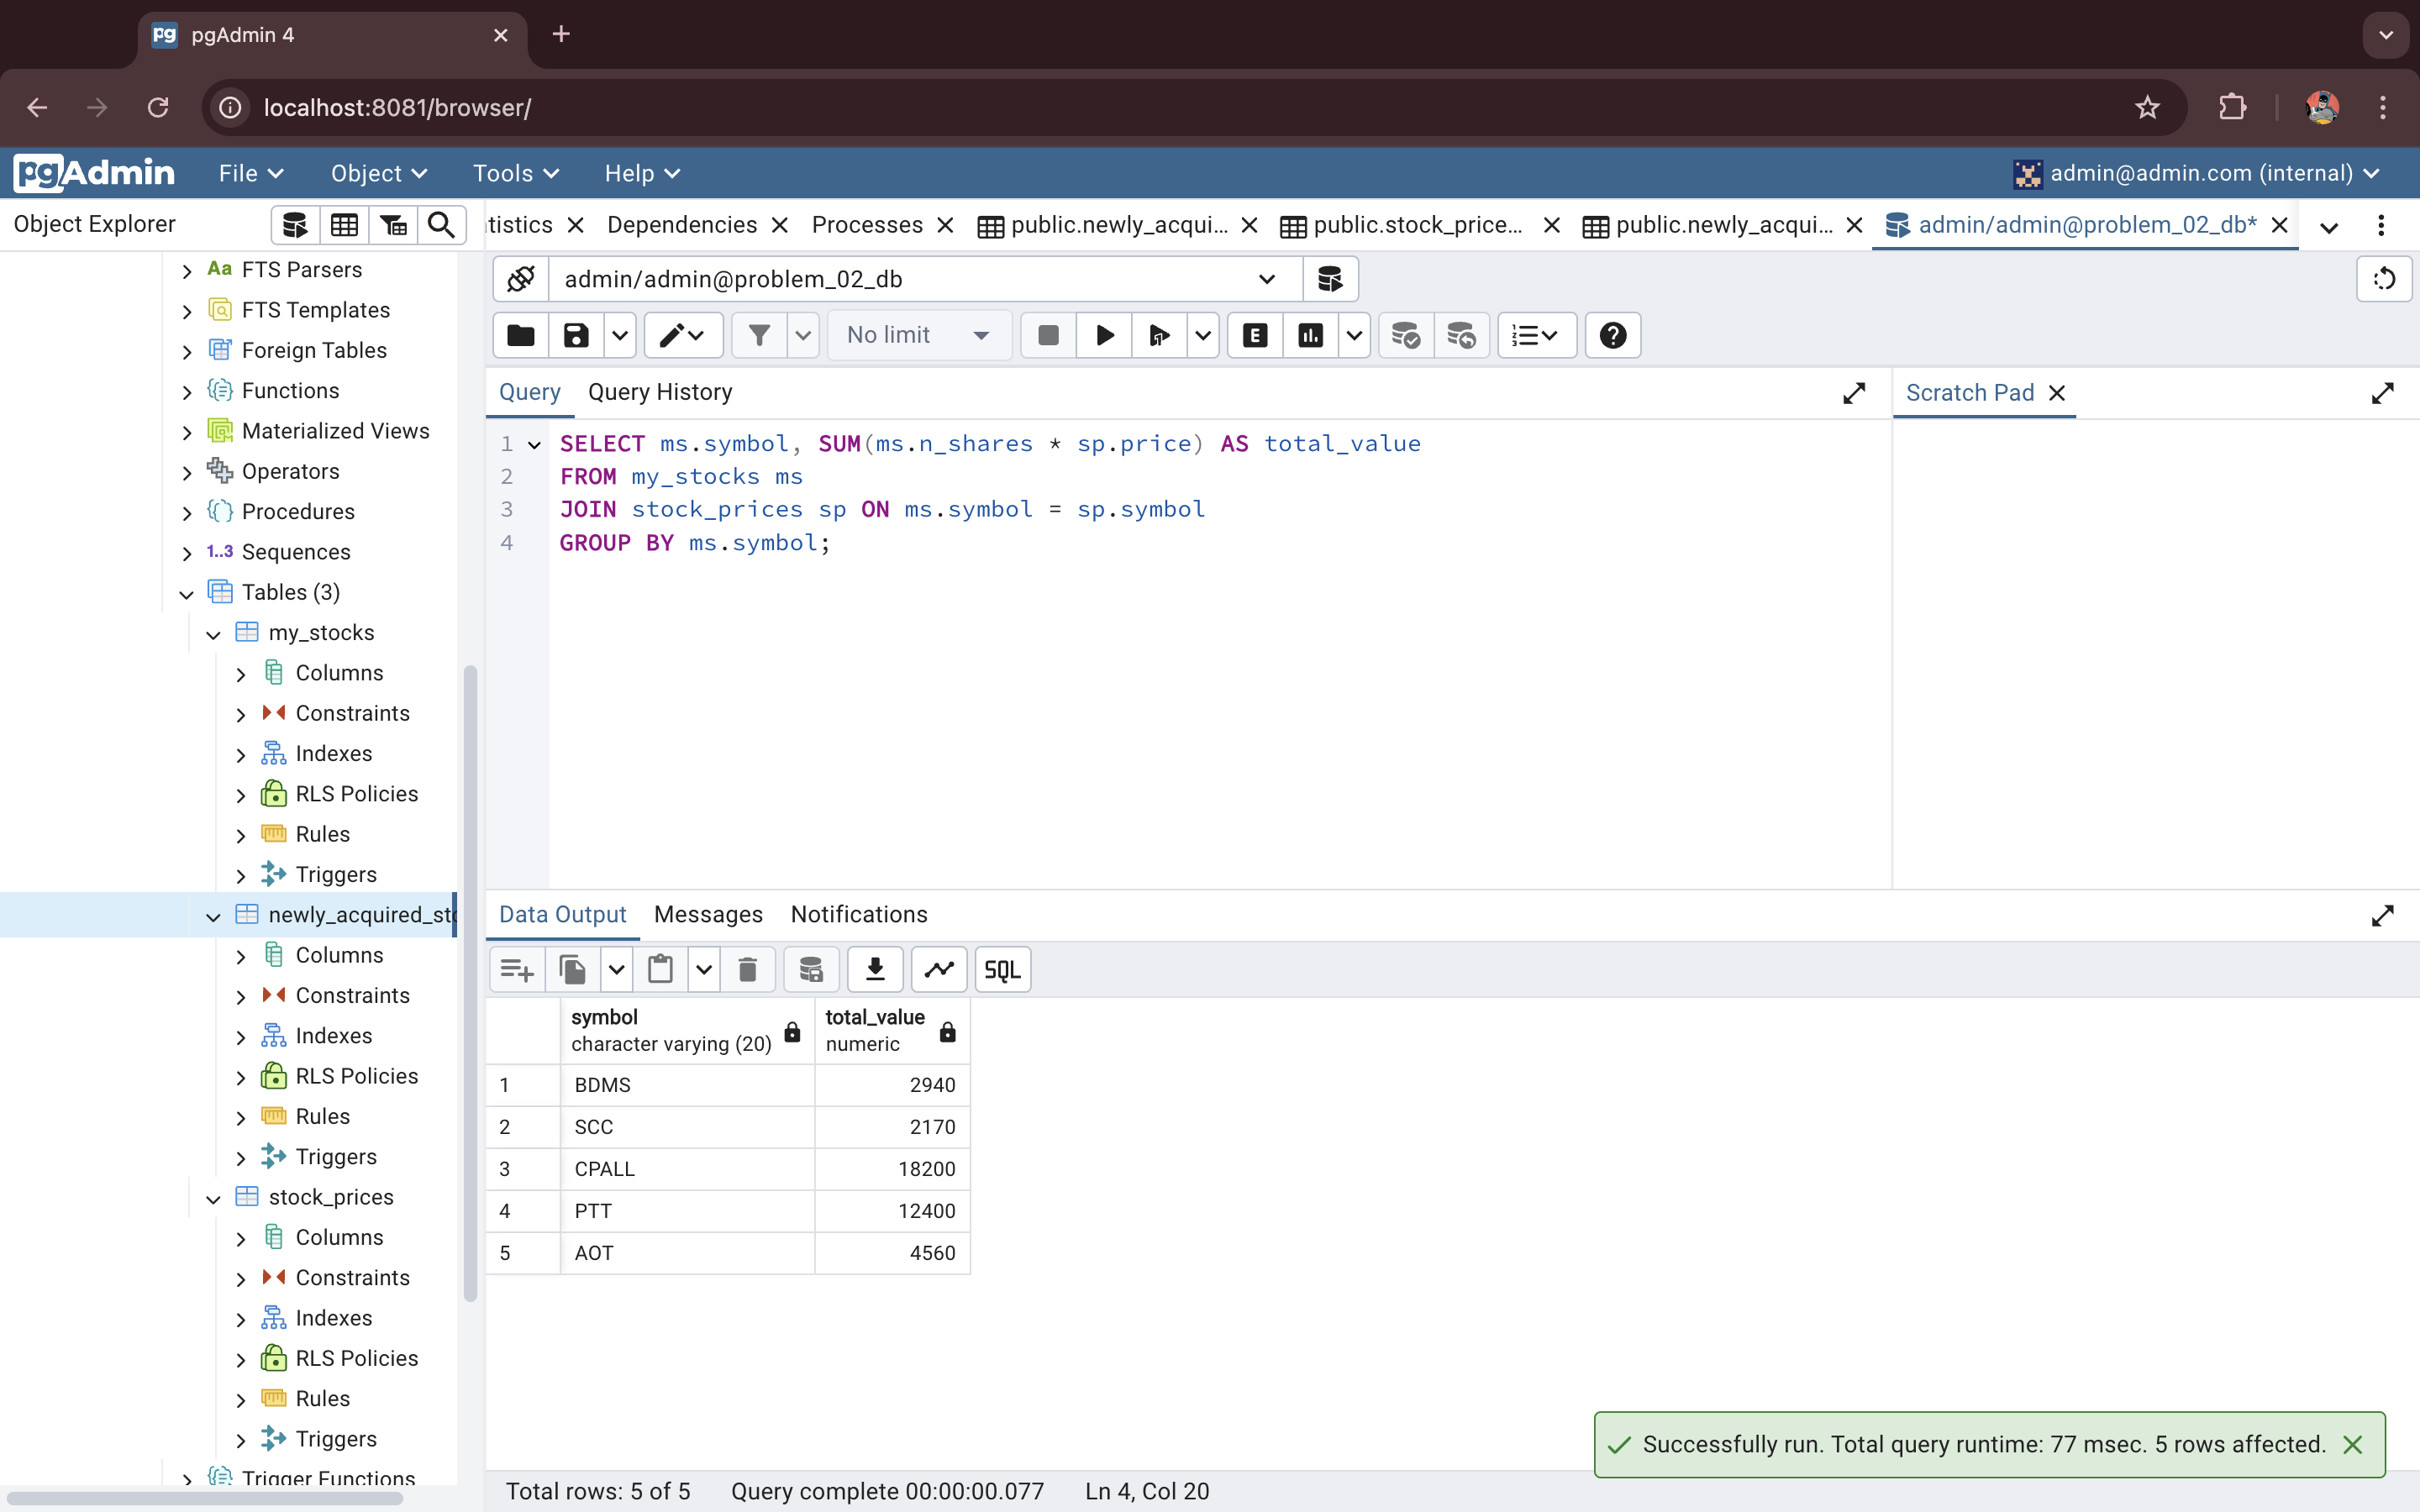 pgAdmin 4
localhost:8081/browser/
pgAdmin File Object Tools Help admin@admin.com (internal)
Object Explorer
tistics Dependencies Processes public.newly_acqui... public.stock_price... public.newly_acqui... admin/admin@problem_02_db*
FTS Parsers
FTS Templates
Foreign Tables
Functions
Materialized Views
Operators
Procedures
1..3 Sequences
Tables (3)
my_stocks
Columns
Constraints
Indexes
RLS Policies
Rules
Triggers
newly_acquired_sto
Columns
Constraints
Indexes
RLS Policies
Rules
Triggers
stock_prices
Columns
Constraints
Indexes
RLS Policies
Rules
Triggers
Trigger Functions
admin/admin@problem_02_db
No limit
Query Query History
Scratch Pad
1 SELECT ms.symbol, SUM(ms.n_shares * sp.price) AS total_value
2 FROM my_stocks ms
3 JOIN stock_prices sp ON ms.symbol = sp.symbol
4 GROUP BY ms.symbol;
Data Output Messages Notifications
SQL
symbol total_value
character varying (20) numeric
1 BDMS 2940
2 SCC 2170
3 CPALL 18200
4 PTT 12400
5 AOT 4560
Successfully run. Total query runtime: 77 msec. 5 rows affected.
Total rows: 5 of 5 Query complete 00:00:00.077 Ln 4, Col 20